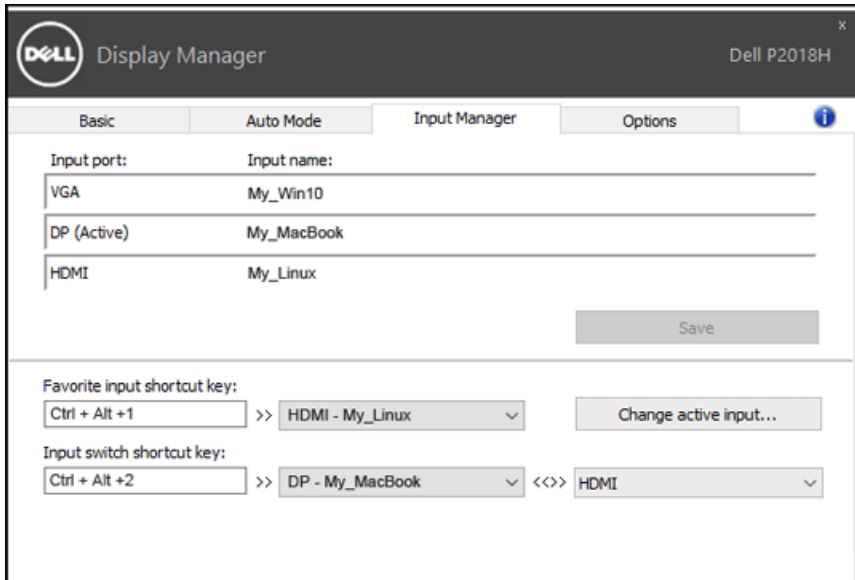 x
DELL Display Manager Dell P2018H
Basic Auto Mode Input Manager Options i
Input port: Input name:
VGA My_Win10
DP (Active) My_MacBook
HDMI My_Linux
Save
Favorite input shortcut key:
Ctrl + Alt +1 >> HDMI - My_Linux Change active input...
Input switch shortcut key:
Ctrl + Alt +2 >> DP - My_MacBook <<>> HDMI